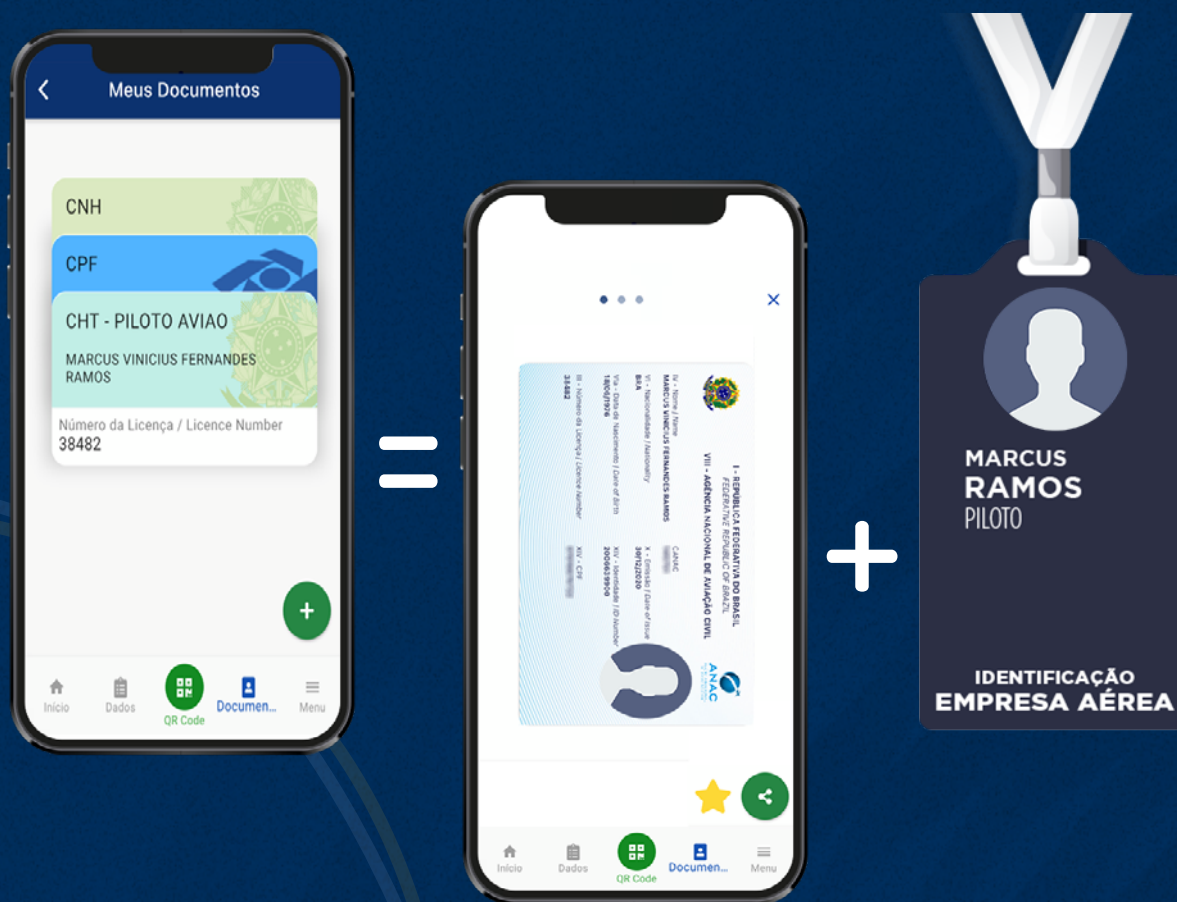 Meus Documentos
CNH
CPF
CHT - PILOTO AVIAO
MARCUS VINICIUS FERNANDES
RAMOS
Número da Licença / Licence Number
38482
Início
Dados
QR Code
Documen...
Menu
=
I - REPÚBLICA FEDERATIVA DO BRASIL
FEDERATIVE REPUBLIC OF BRAZIL
VIII - AGÊNCIA NACIONAL DE AVIAÇÃO CIVIL
ANAC
IV - Nome / Name
MARCUS VINICIUS FERNANDES RAMOS
CANAC
VI - Nacionalidade / Nationality
BRA
X - Emissão / Date of Issue
30/12/2020
VIa - Data de Nascimento / Date of Birth
18/06/1976
XIV - Identidade / ID Number
2006639908
III - Número da Licença / Licence Number
38482
XIV - CPF
Início
Dados
QR Code
Documen...
Menu
+
MARCUS
RAMOS
PILOTO
IDENTIFICAÇÃO
EMPRESA AÉREA